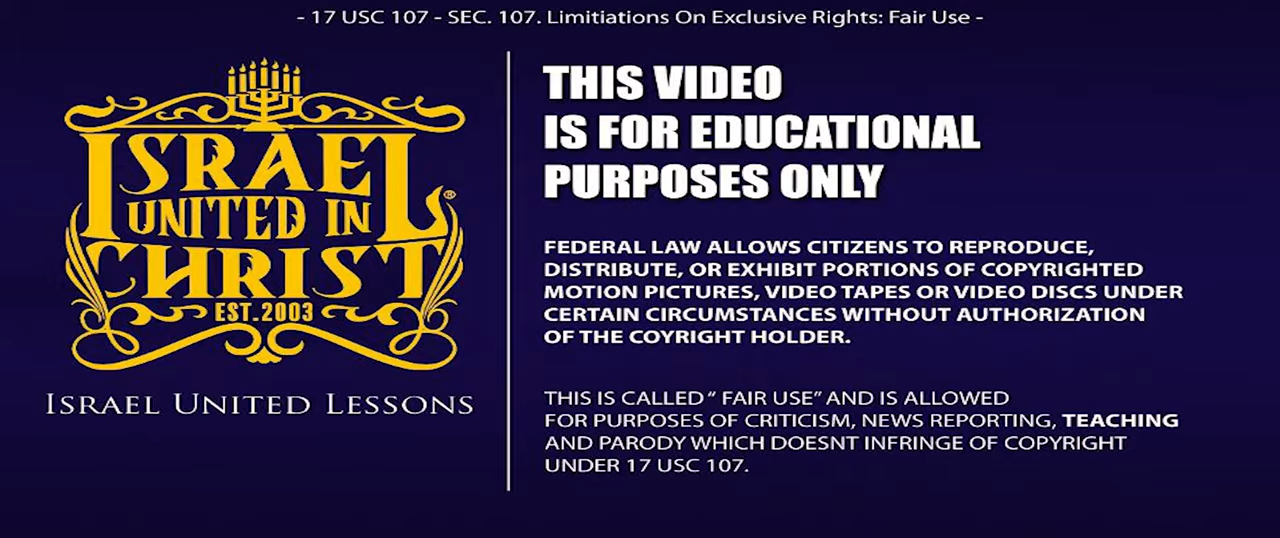 - 17 USC 107 - SEC. 107. Limitiations On Exclusive Rights: Fair Use -
ISRAEL
UNITED IN
CHRIST
®
EST. 2003
ISRAEL UNITED LESSONS
THIS VIDEO
IS FOR EDUCATIONAL
PURPOSES ONLY
FEDERAL LAW ALLOWS CITIZENS TO REPRODUCE,
DISTRIBUTE, OR EXHIBIT PORTIONS OF COPYRIGHTED
MOTION PICTURES, VIDEO TAPES OR VIDEO DISCS UNDER
CERTAIN CIRCUMSTANCES WITHOUT AUTHORIZATION
OF THE COYRIGHT HOLDER.
THIS IS CALLED “ FAIR USE” AND IS ALLOWED
FOR PURPOSES OF CRITICISM, NEWS REPORTING, TEACHING
AND PARODY WHICH DOESNT INFRINGE OF COPYRIGHT
UNDER 17 USC 107.